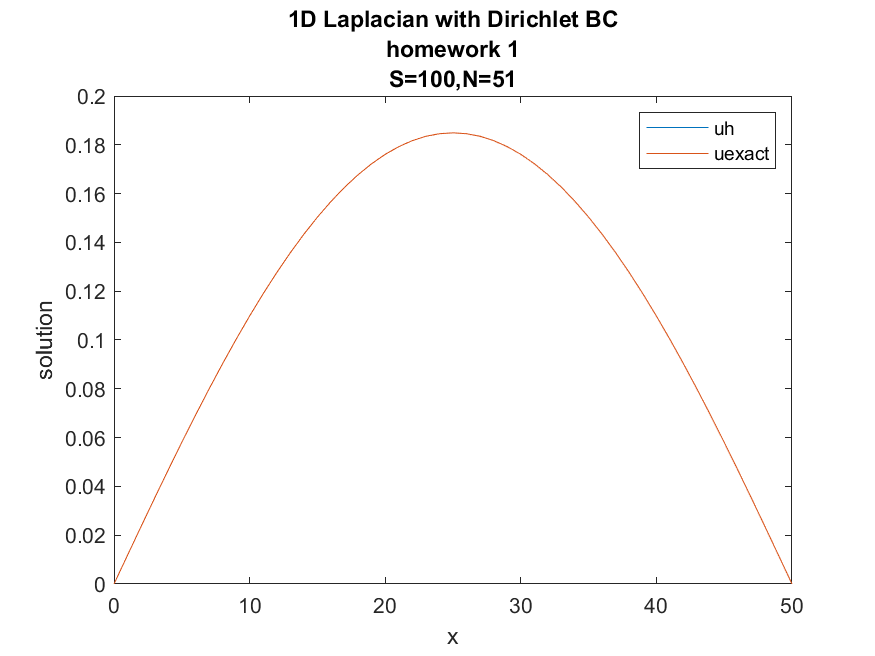 1D Laplacian with Dirichlet BC
homework 1
S=100,N=51
uh
uexact
0.2
0.18
0.16
0.14
0.12
0.1
0.08
0.06
0.04
0.02
0
solution
0 10 20 30 40 50
x